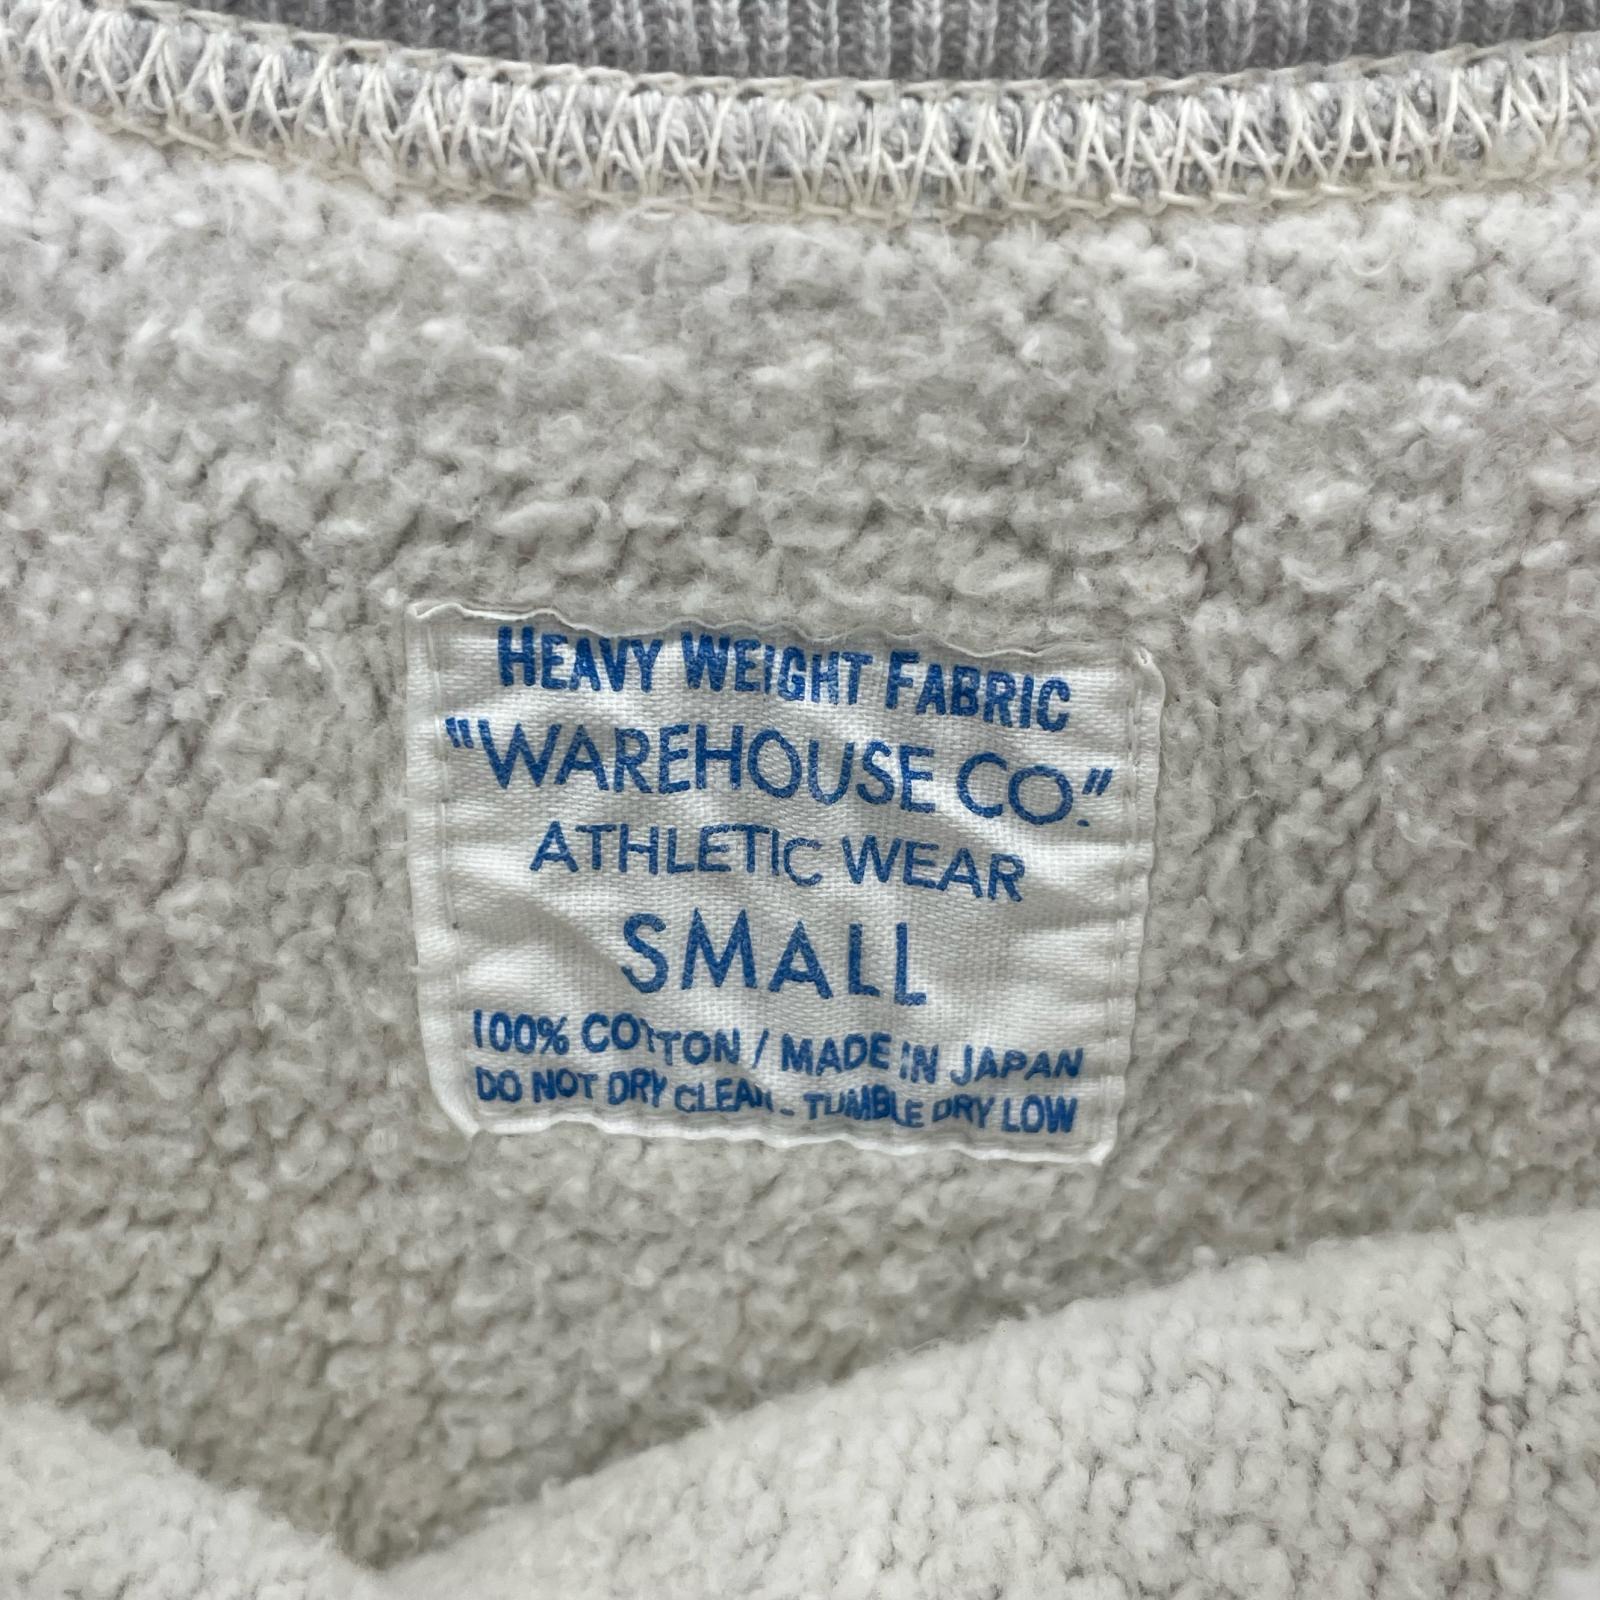 HEAVY WEIGHT FABRIC
"WAREHOUSE CO."
ATHLETIC WEAR
SMALL
100% COTTON / MADE IN JAPAN
DO NOT DRY CLEAN - TUMBLE DRY LOW